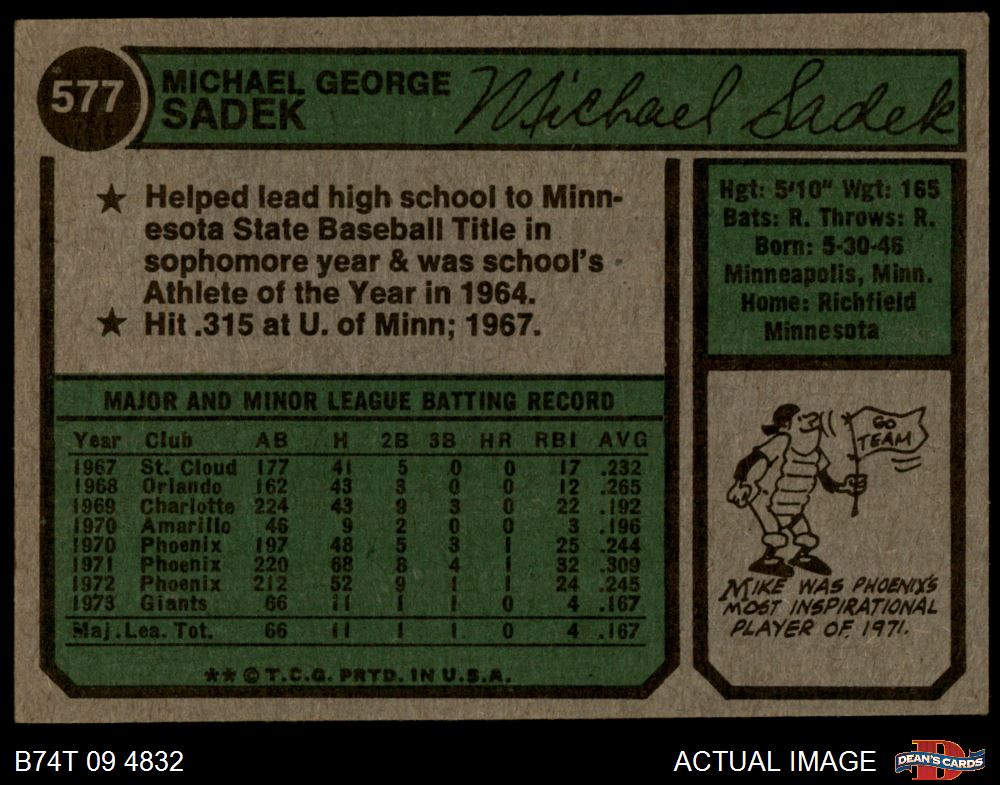 577
MICHAEL GEORGE
SADEK
Michael Sadek
★ Helped lead high school to Minn-
esota State Baseball Title in
sophomore year & was school's
Athlete of the Year in 1964.
★ Hit .315 at U. of Minn; 1967.
Hgt: 5'10" Wgt: 165
Bats: R. Throws: R.
Born: 5-30-46
Minneapolis, Minn.
Home: Richfield
Minnesota
MAJOR AND MINOR LEAGUE BATTING RECORD
Year Club AB H 2B 3B HR RBI AVG
1967 St. Cloud 177 41 5 0 0 17 .232
1968 Orlando 162 43 3 0 0 12 .265
1969 Charlotte 224 43 9 3 0 22 .192
1970 Amarillo 46 9 2 0 0 3 .196
1970 Phoenix 197 48 5 3 1 25 .244
1971 Phoenix 220 68 8 4 1 32 .309
1972 Phoenix 212 52 9 1 1 24 .245
1973 Giants 66 11 1 1 0 4 .167
Maj. Lea. Tot. 66 11 1 1 0 4 .167
** © T.C.G. PRTD. IN U.S.A.
GO
TEAM
MIKE WAS PHOENIX'S
MOST INSPIRATIONAL
PLAYER OF 1971.
B74T 09 4832
ACTUAL IMAGE
D
DEAN'S CARDS